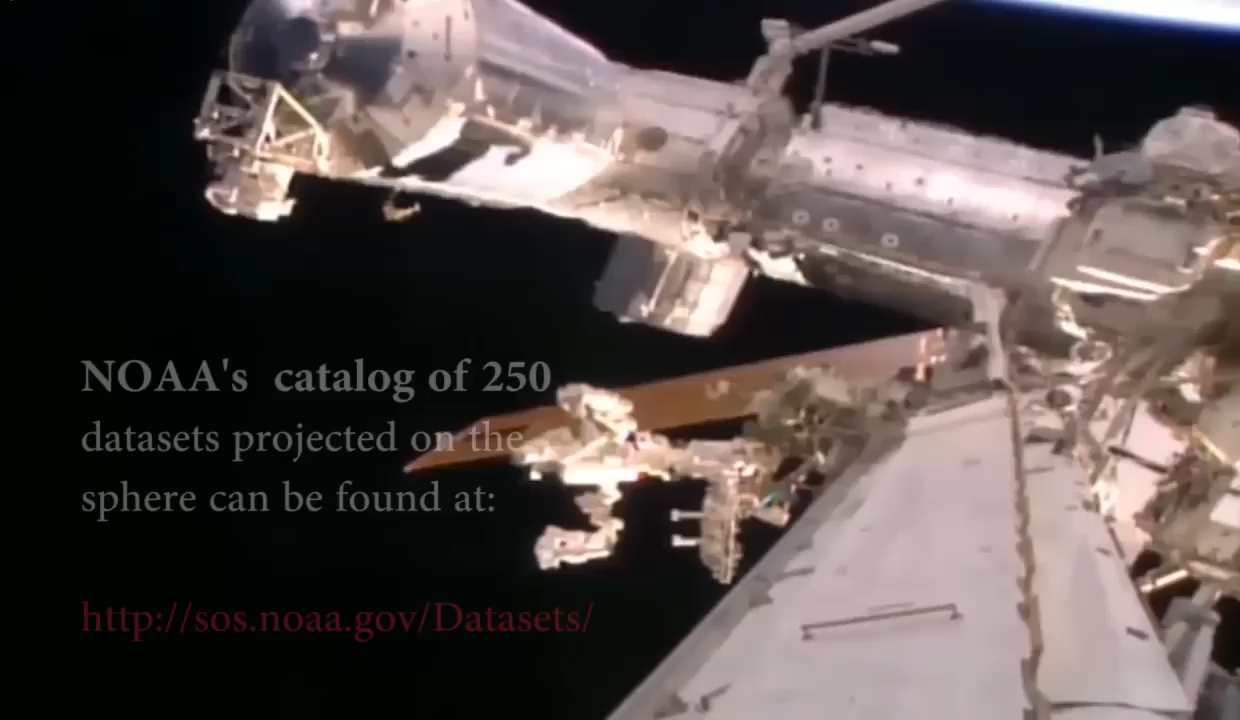 NOAA's catalog of 250
datasets projected on the
sphere can be found at:
http://sos.noaa.gov/Datasets/